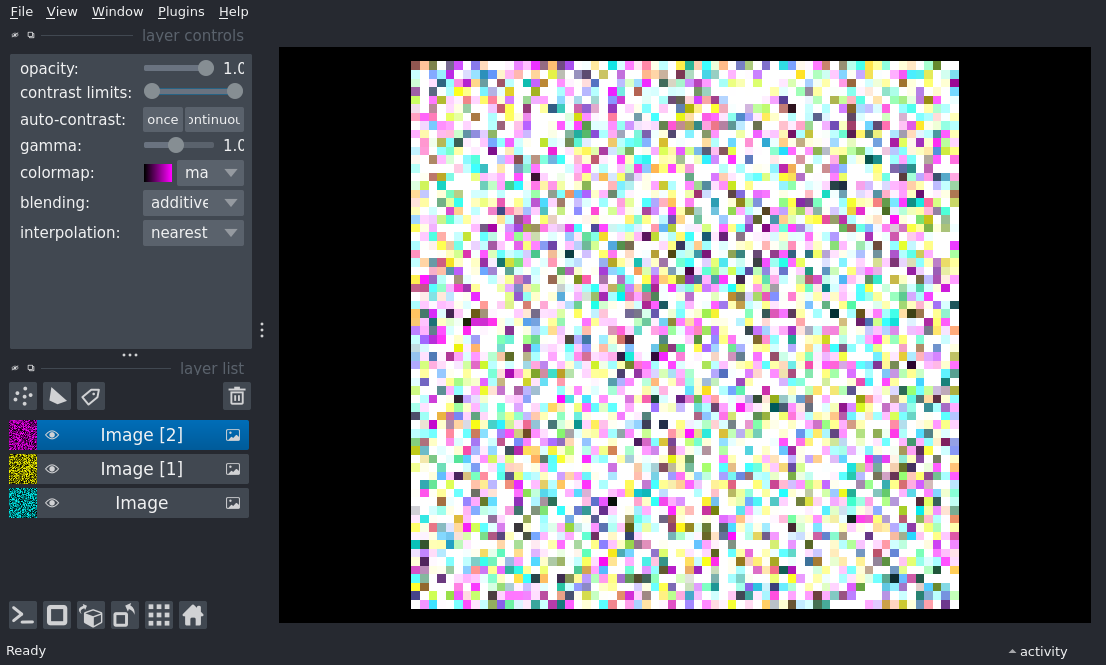 File View Window Plugins Help
layer controls
opacity: 1.0
contrast limits:
auto-contrast: once ontinuou
gamma: 1.0
colormap: ma
blending: additive
interpolation: nearest
layer list
Image [2]
Image [1]
Image
Ready
activity